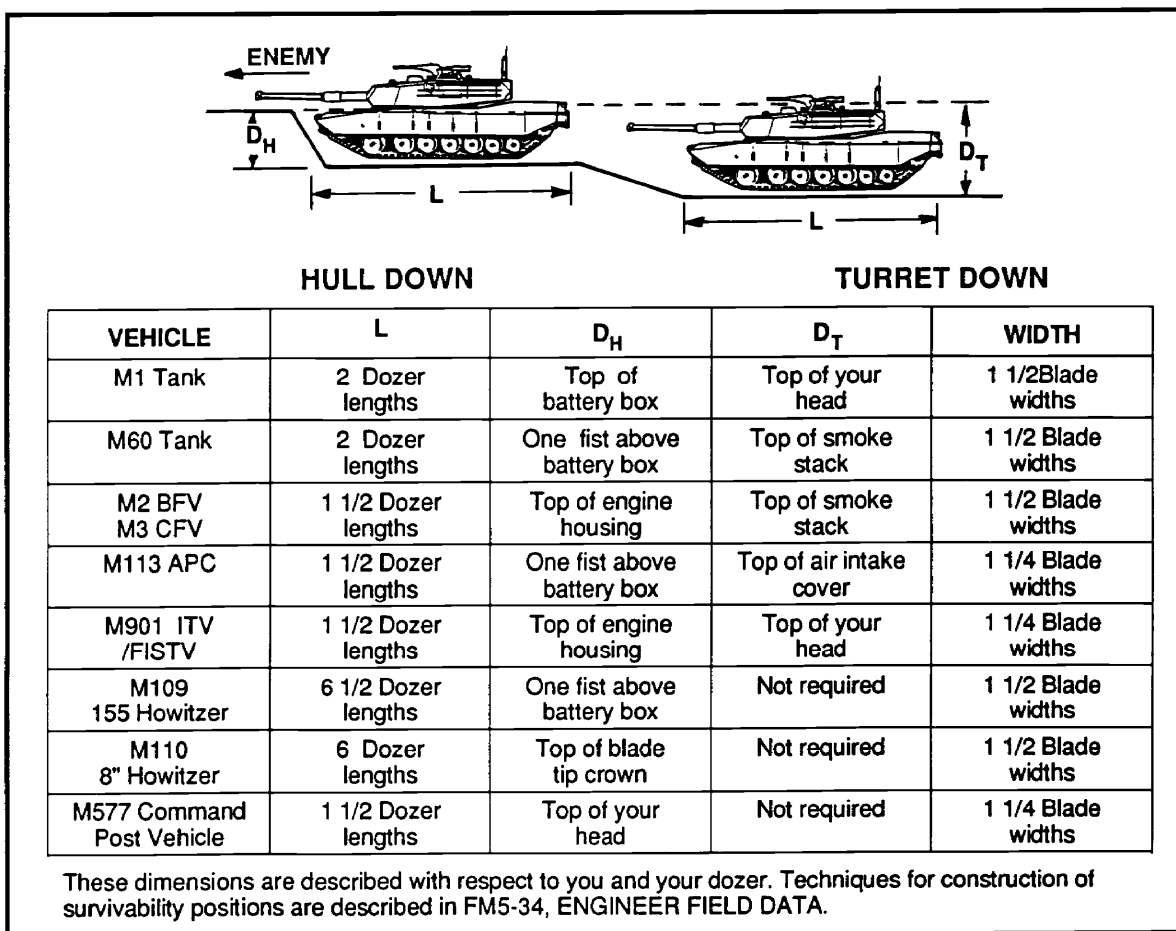 ENEMY
D_H
L
D_T
L
HULL DOWN
TURRET DOWN
VEHICLE L D_H D_T WIDTH
M1 Tank 2 Dozer lengths Top of battery box Top of your head 1 1/2Blade widths
M60 Tank 2 Dozer lengths One fist above battery box Top of smoke stack 1 1/2 Blade widths
M2 BFV M3 CFV 1 1/2 Dozer lengths Top of engine housing Top of smoke stack 1 1/2 Blade widths
M113 APC 1 1/2 Dozer lengths One fist above battery box Top of air intake cover 1 1/4 Blade widths
M901 ITV /FISTV 1 1/2 Dozer lengths Top of engine housing Top of your head 1 1/4 Blade widths
M109 155 Howitzer 6 1/2 Dozer lengths One fist above battery box Not required 1 1/2 Blade widths
M110 8" Howitzer 6 Dozer lengths Top of blade tip crown Not required 1 1/2 Blade widths
M577 Command Post Vehicle 1 1/2 Dozer lengths Top of your head Not required 1 1/4 Blade widths
These dimensions are described with respect to you and your dozer. Techniques for construction of
survivability positions are described in FM5-34, ENGINEER FIELD DATA.